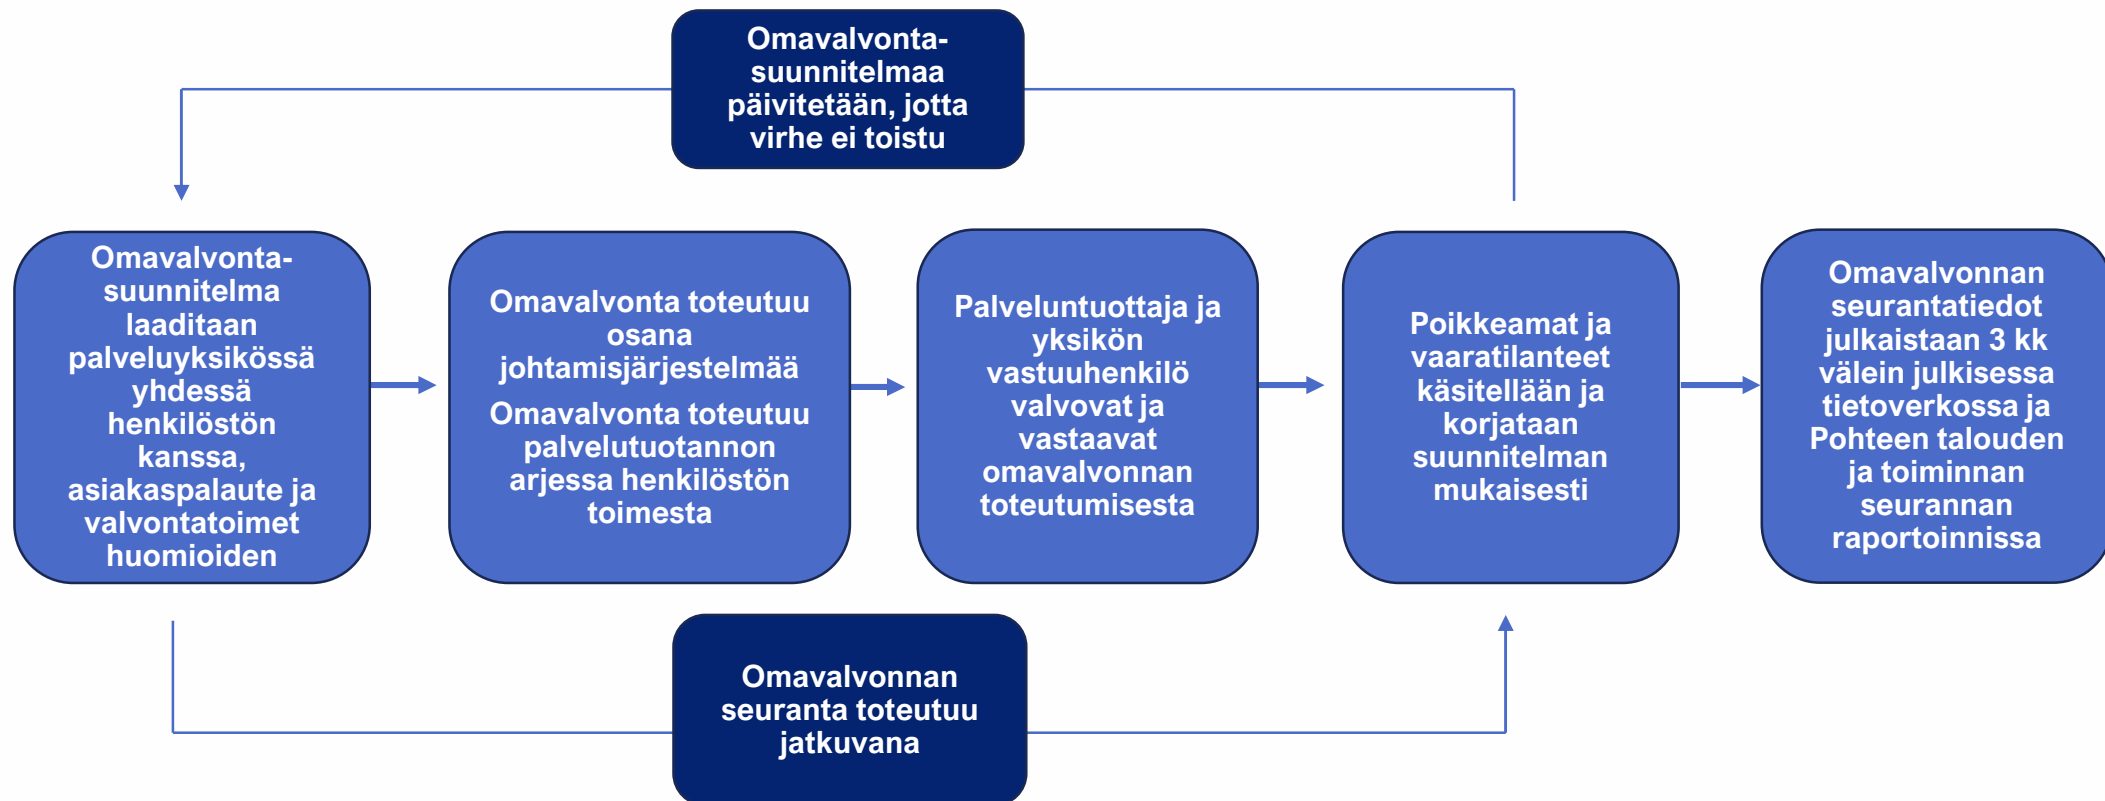 Omavalvonta-
suunnitelmaa
päivitetään, jotta
virhe ei toistu
Omavalvonta-
suunnitelma
laaditaan
palveluyksikössä
yhdessä
henkilöstön
kanssa,
asiakaspalaute ja
valvontatoimet
huomioiden
Omavalvonta toteutuu
osana
johtamisjärjestelmää
Omavalvonta toteutuu
palvelutuotannon
arjessa henkilöstön
toimesta
Palveluntuottaja ja
yksikön
vastuuhenkilö
valvovat ja
vastaavat
omavalvonnan
toteutumisesta
Poikkeamat ja
vaaratilanteet
käsitellään ja
korjataan
suunnitelman
mukaisesti
Omavalvonnan
seurantatiedot
julkaistaan 3 kk
välein julkisessa
tietoverkossa ja
Pohteen talouden
ja toiminnan
seurannan
raportoinnissa
Omavalvonnan
seuranta toteutuu
jatkuvana